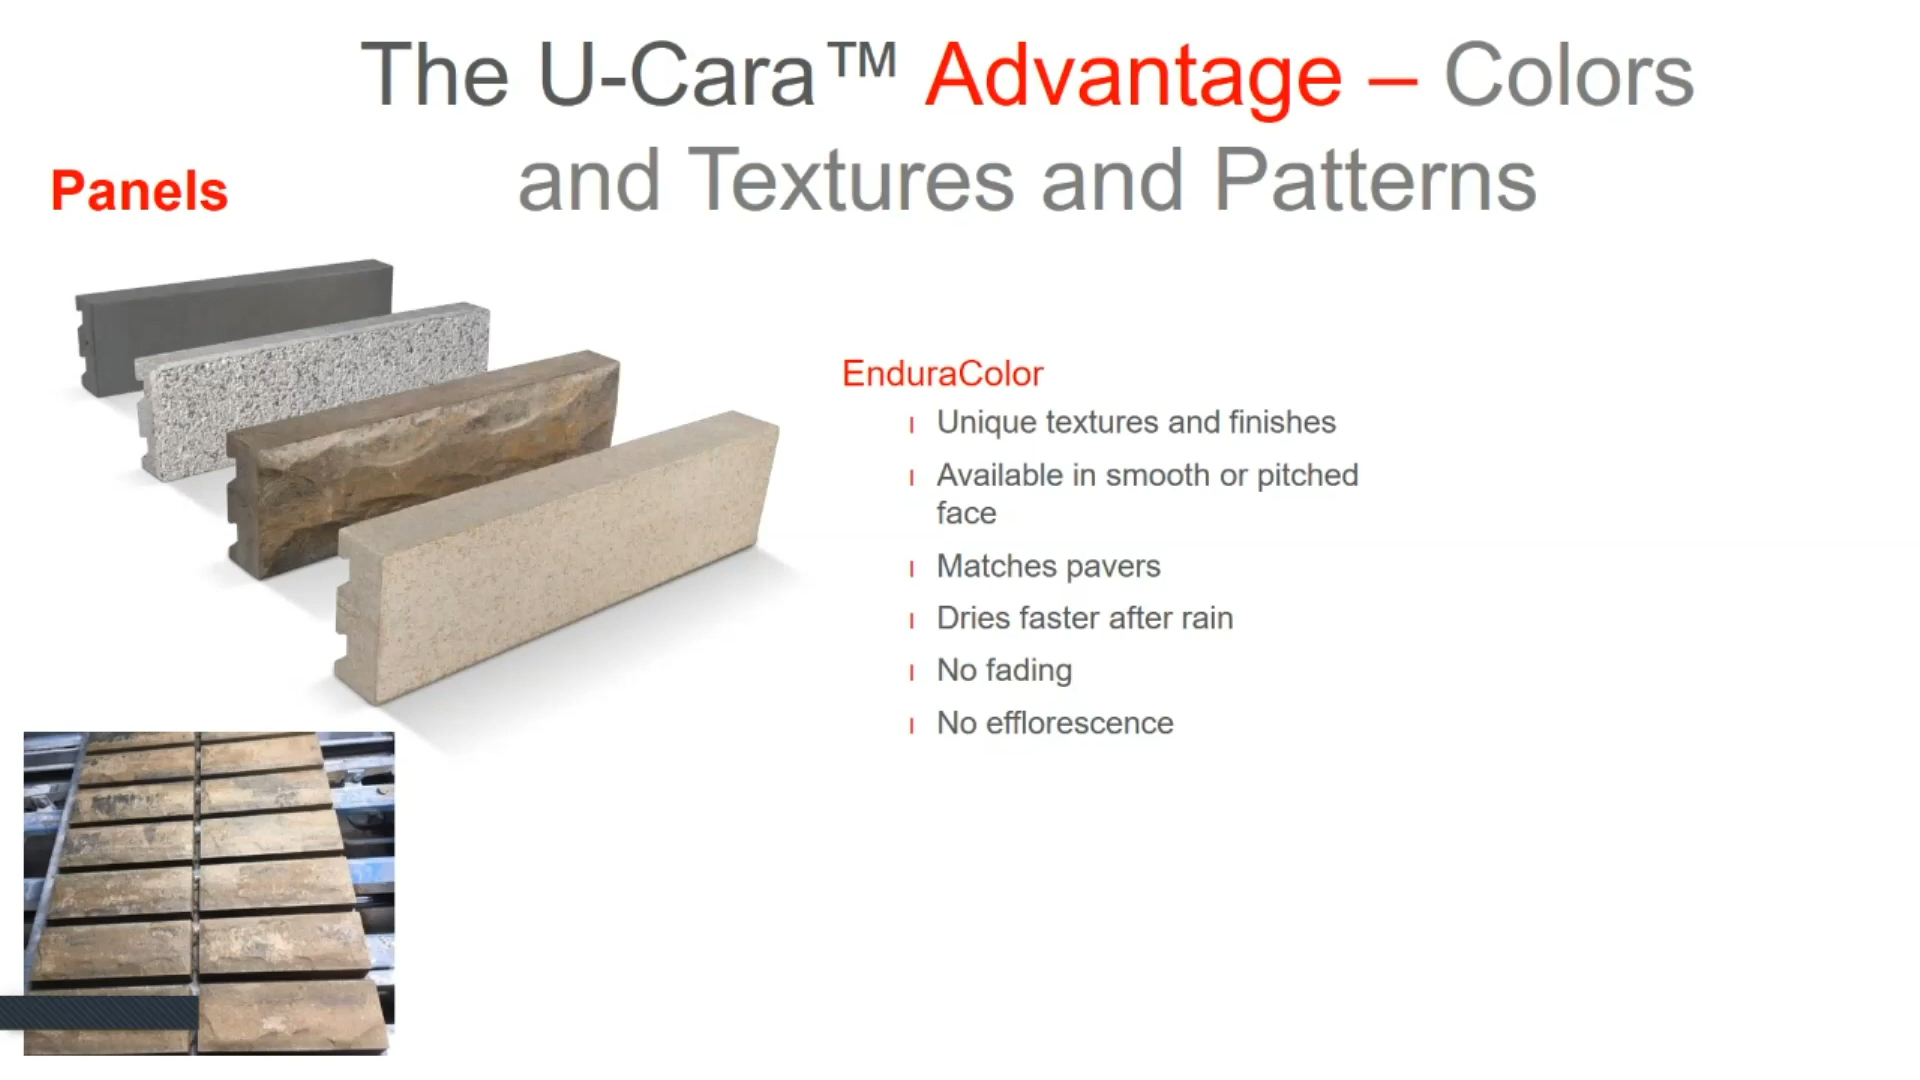 The U-Cara™ Advantage – Colors
and Textures and Patterns
Panels
EnduraColor
Unique textures and finishes
Available in smooth or pitched
face
Matches pavers
Dries faster after rain
No fading
No efflorescence